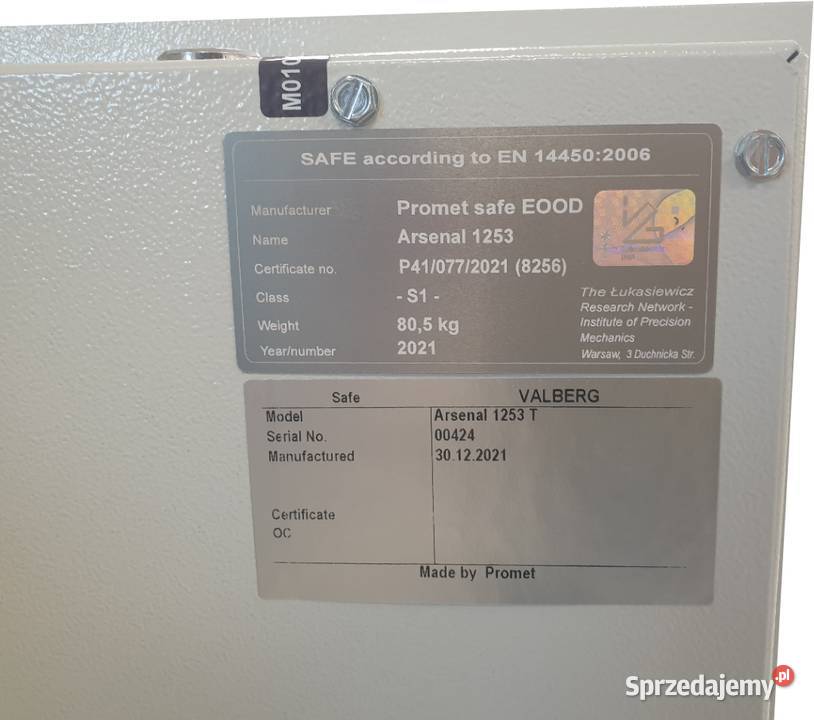 M010
SAFE according to EN 14450:2006
Manufacturer Promet safe EOOD
Name Arsenal 1253
Certificate no. P41/077/2021 (8256)
Class - S1 -
Weight 80,5 kg
Year/number 2021
The Łukasiewicz
Research Network -
Institute of Precision
Mechanics
Warsaw, 3 Duchnicka Str.
Safe VALBERG
Model Arsenal 1253 T
Serial No. 00424
Manufactured 30.12.2021
Certificate
OC
Made by Promet
Sprzedajemy.pl